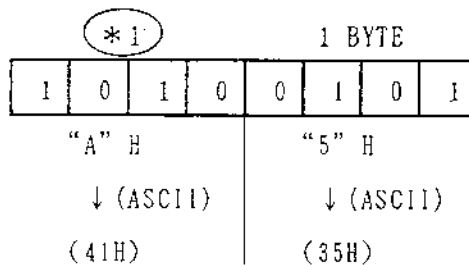 *1 1 BYTE
1 0 1 0 0 1 0 1
“A” H “5” H
↓ (ASCII) ↓ (ASCII)
(41H) (35H)